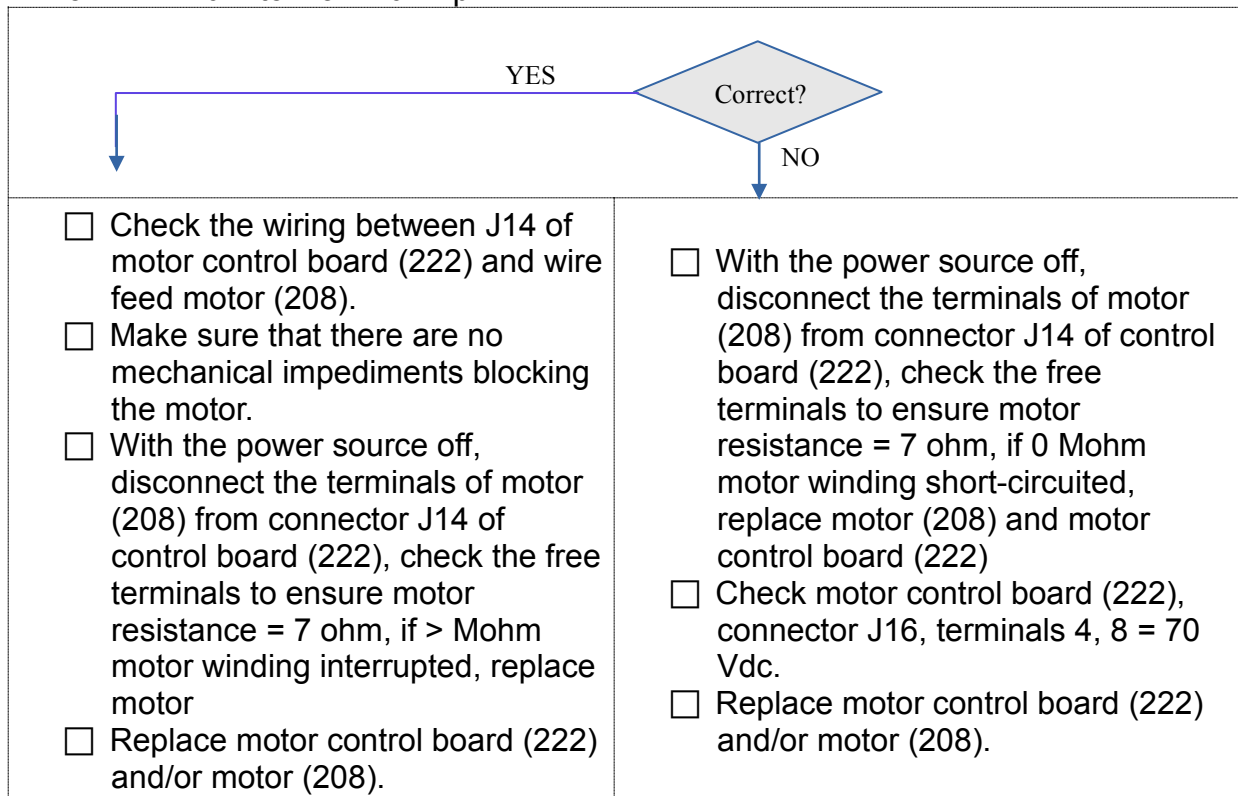 YES
Correct?
NO
Check the wiring between J14 of
motor control board (222) and wire
feed motor (208).
Make sure that there are no
mechanical impediments blocking
the motor.
With the power source off,
disconnect the terminals of motor
(208) from connector J14 of
control board (222), check the free
terminals to ensure motor
resistance = 7 ohm, if > Mohm
motor winding interrupted, replace
motor
Replace motor control board (222)
and/or motor (208).
With the power source off,
disconnect the terminals of motor
(208) from connector J14 of control
board (222), check the free
terminals to ensure motor
resistance = 7 ohm, if 0 Mohm
motor winding short-circuited,
replace motor (208) and motor
control board (222)
Check motor control board (222),
connector J16, terminals 4, 8 = 70
Vdc.
Replace motor control board (222)
and/or motor (208).